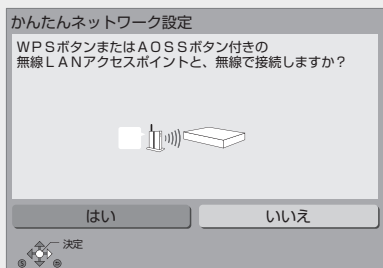 かんたんネットワーク設定
ＷＰＳボタンまたはＡＯＳＳボタン付きの
無線ＬＡＮアクセスポイントと、無線で接続しますか？
はい
いいえ
決定